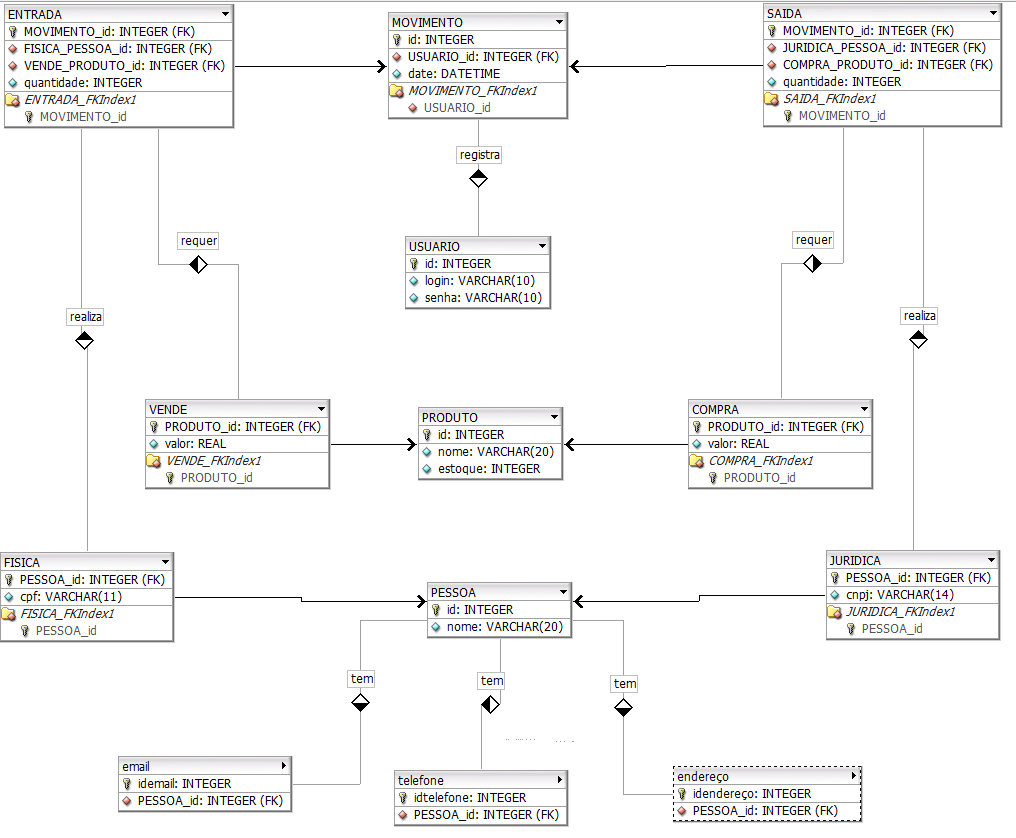 ENTRADA
MOVIMENTO_id: INTEGER (FK)
FISICA_PESSOA_id: INTEGER (FK)
VENDE_PRODUTO_id: INTEGER (FK)
quantidade: INTEGER
ENTRADA_FKIndex1
MOVIMENTO_id
MOVIMENTO
id: INTEGER
USUARIO_id: INTEGER (FK)
date: DATETIME
MOVIMENTO_FKIndex1
USUARIO_id
SAIDA
MOVIMENTO_id: INTEGER (FK)
JURIDICA_PESSOA_id: INTEGER (FK)
COMPRA_PRODUTO_id: INTEGER (FK)
quantidade: INTEGER
SAIDA_FKIndex1
MOVIMENTO_id
registra
requer
requer
USUARIO
id: INTEGER
login: VARCHAR(10)
senha: VARCHAR(10)
realiza
realiza
VENDE
PRODUTO_id: INTEGER (FK)
valor: REAL
VENDE_FKIndex1
PRODUTO_id
PRODUTO
id: INTEGER
nome: VARCHAR(20)
estoque: INTEGER
COMPRA
PRODUTO_id: INTEGER (FK)
valor: REAL
COMPRA_FKIndex1
PRODUTO_id
FISICA
PESSOA_id: INTEGER (FK)
cpf: VARCHAR(11)
FISICA_FKIndex1
PESSOA_id
PESSOA
id: INTEGER
nome: VARCHAR(20)
JURIDICA
PESSOA_id: INTEGER (FK)
cnpj: VARCHAR(14)
JURIDICA_FKIndex1
PESSOA_id
tem
tem
tem
email
idemail: INTEGER
PESSOA_id: INTEGER (FK)
telefone
idtelefone: INTEGER
PESSOA_id: INTEGER (FK)
endereço
idendereço: INTEGER
PESSOA_id: INTEGER (FK)